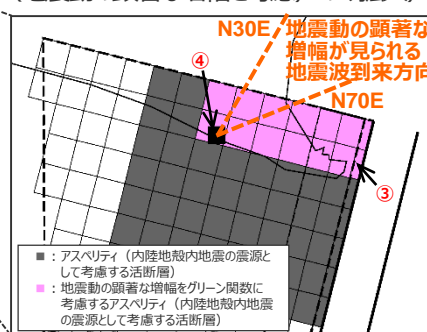 N30E 地震動の顕著な
増幅が見られる
地震波到来方向
④
N70E
③
■：アスペリティ（内陸地殻内地震の震源と
して考慮する活断層）
■：地震動の顕著な増幅をグリーン関数に
考慮するアスペリティ（内陸地殻内地震
の震源として考慮する活断層）